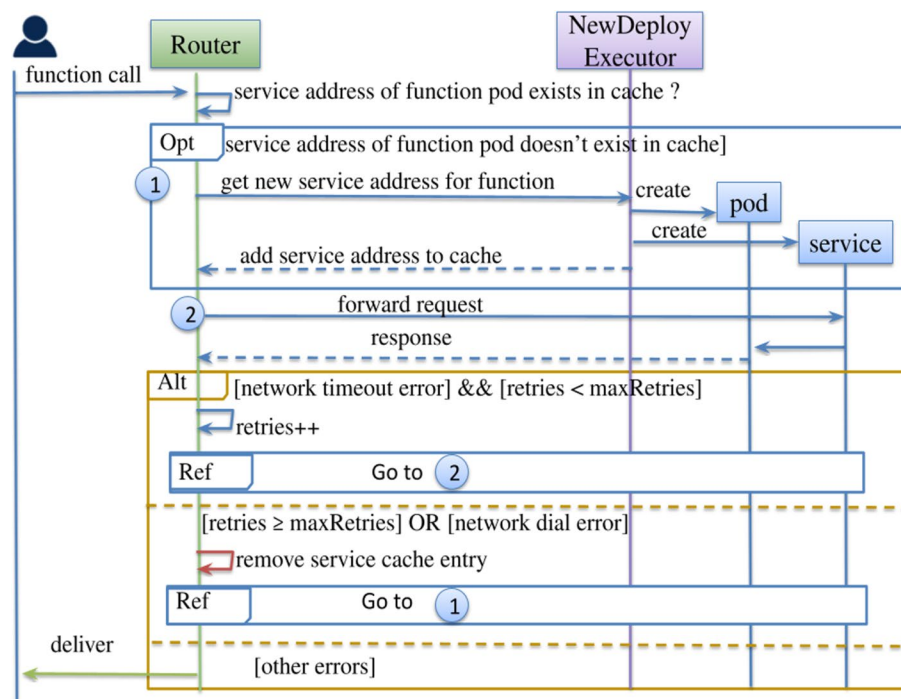 Router
NewDeploy
Executor
function call
service address of function pod exists in cache ?
Opt
service address of function pod doesn’t exist in cache]
1
get new service address for function
create
pod
create
service
add service address to cache
2
forward request
response
Alt
[network timeout error] && [retries < maxRetries]
retries++
Ref
Go to 2
[retries ≥ maxRetries] OR [network dial error]
remove service cache entry
Ref
Go to 1
deliver
[other errors]